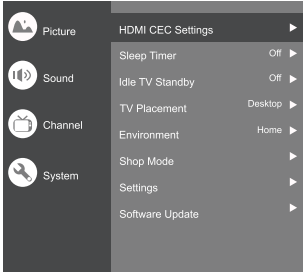 Picture
Sound
Channel
System
HDMI CEC Settings
Sleep Timer Off
Idle TV Standby Off
TV Placement Desktop
Environment Home
Shop Mode
Settings
Software Update